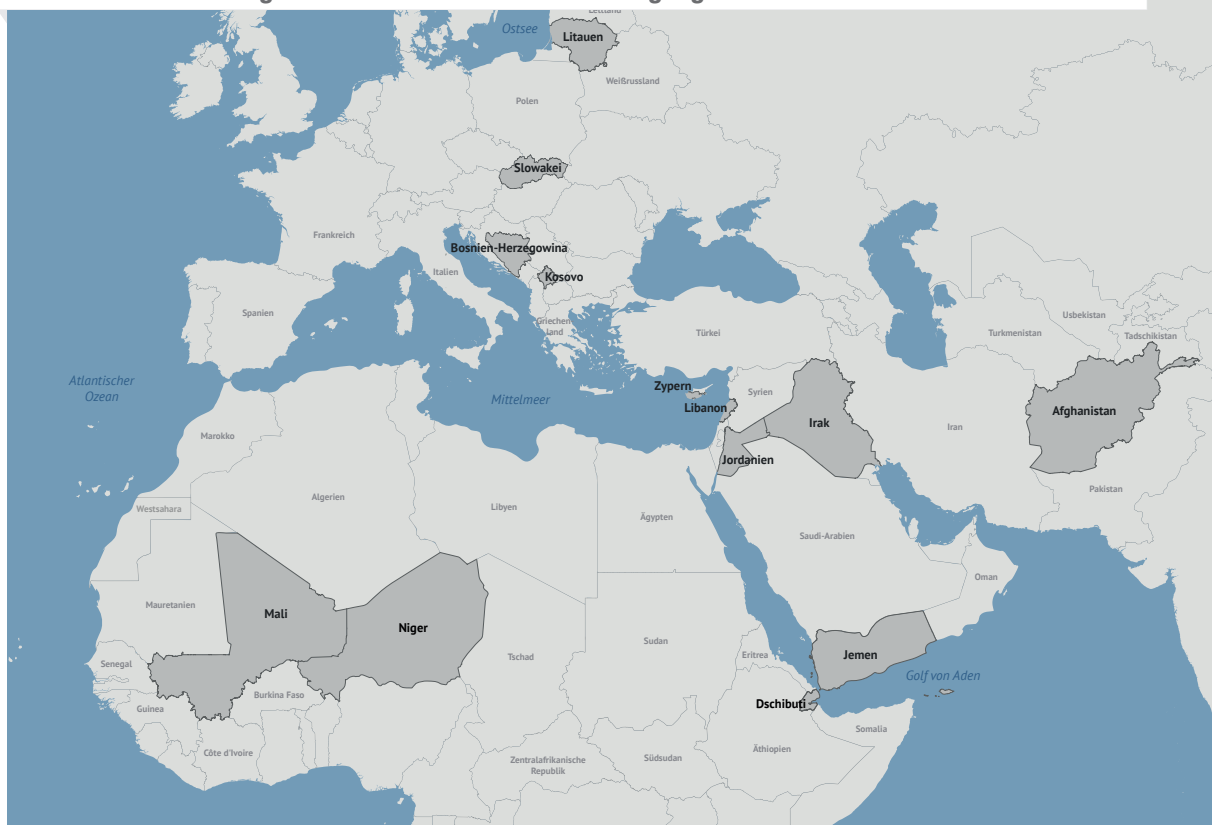 Ostsee
Litauen
Weißrussland
Polen
Slowakei
Frankreich
Bosnien-Herzegowina
Italien
Kosovo
Spanien
Griechen
land
Türkei
Usbekistan
Turkmenistan
Tadschikistan
Atlantischer
Ozean
Mittelmeer
Zypern
Syrien
Libanon
Irak
Iran
Afghanistan
Marokko
Jordanien
Pakistan
Algerien
Westsahara
Libyen
Ägypten
Saudi-Arabien
Oman
Mauretanien
Mali
Niger
Sudan
Tschad
Eritrea
Jemen
Golf von Aden
Senegal
Burkina Faso
Guinea
Dschibuti
Somalia
Côte d'Ivoire
Zentralafrikanische
Republik
Südsudan
Äthiopien